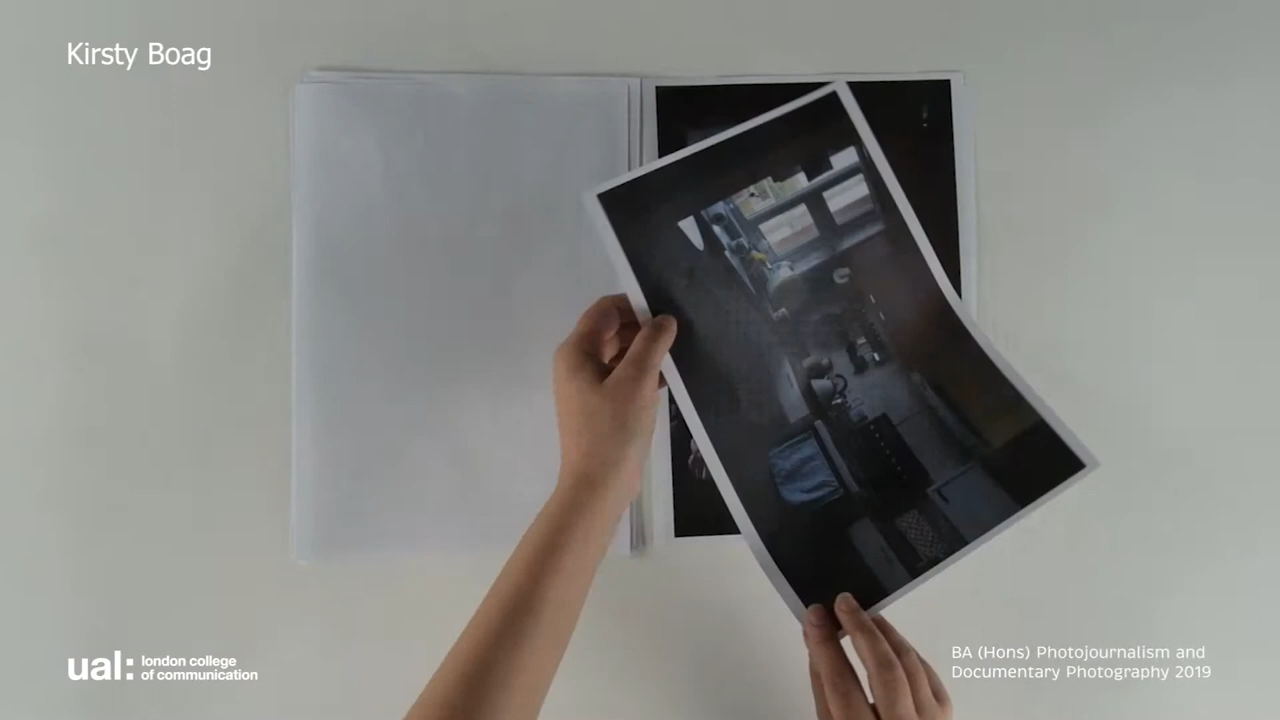 Kirsty Boag
ual:
london college
of communication
BA (Hons) Photojournalism and
Documentary Photography 2019